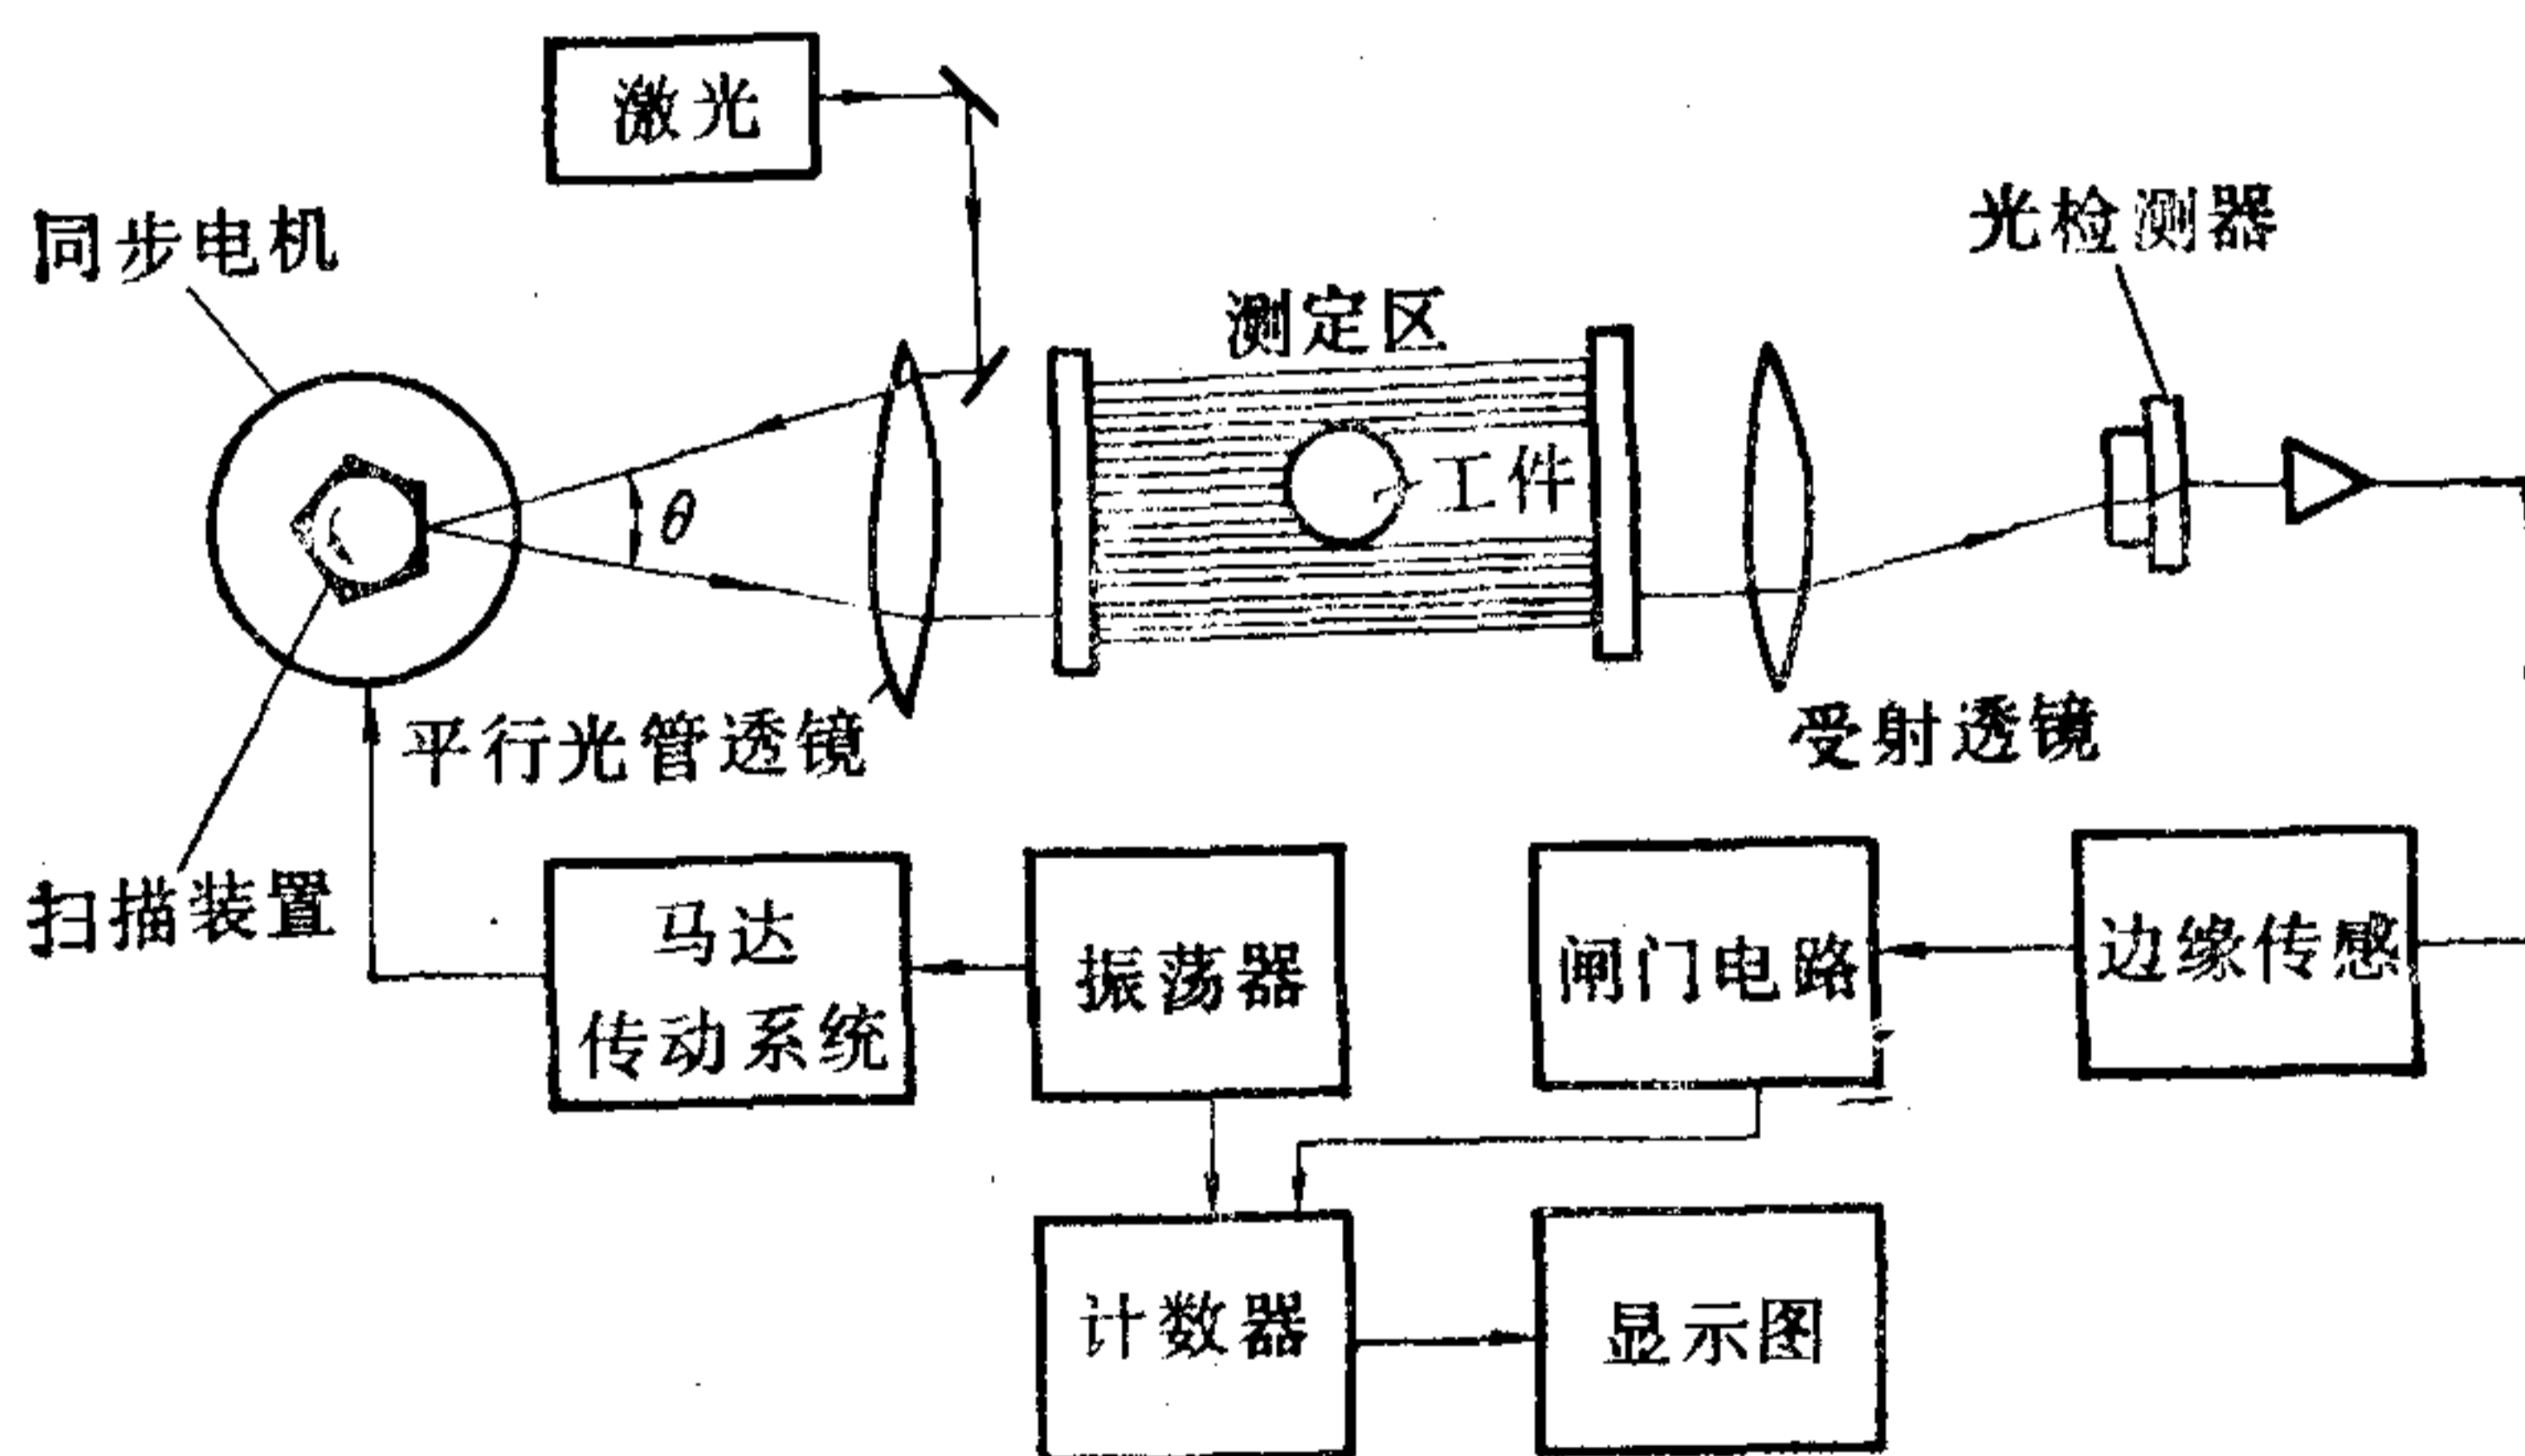 激光
同步电机
光检测器
测定区
θ
工件
平行光管透镜
受射透镜
扫描装置
马达
传动系统
振荡器
闸门电路
边缘传感
计数器
显示图